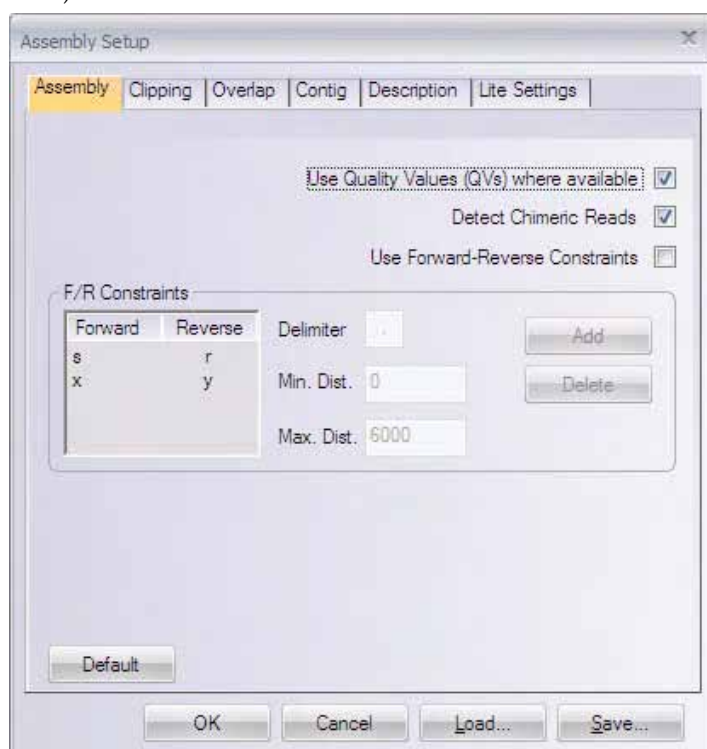 Assembly Setup
Assembly Clipping Overlap Contig Description Lite Settings
Use Quality Values (QVs) where available
Detect Chimeric Reads
Use Forward-Reverse Constraints
F/R Constraints
Forward Reverse Delimiter Add
s r
x y Min. Dist. 0 Delete
Max. Dist. 6000
Default
OK Cancel Load... Save...